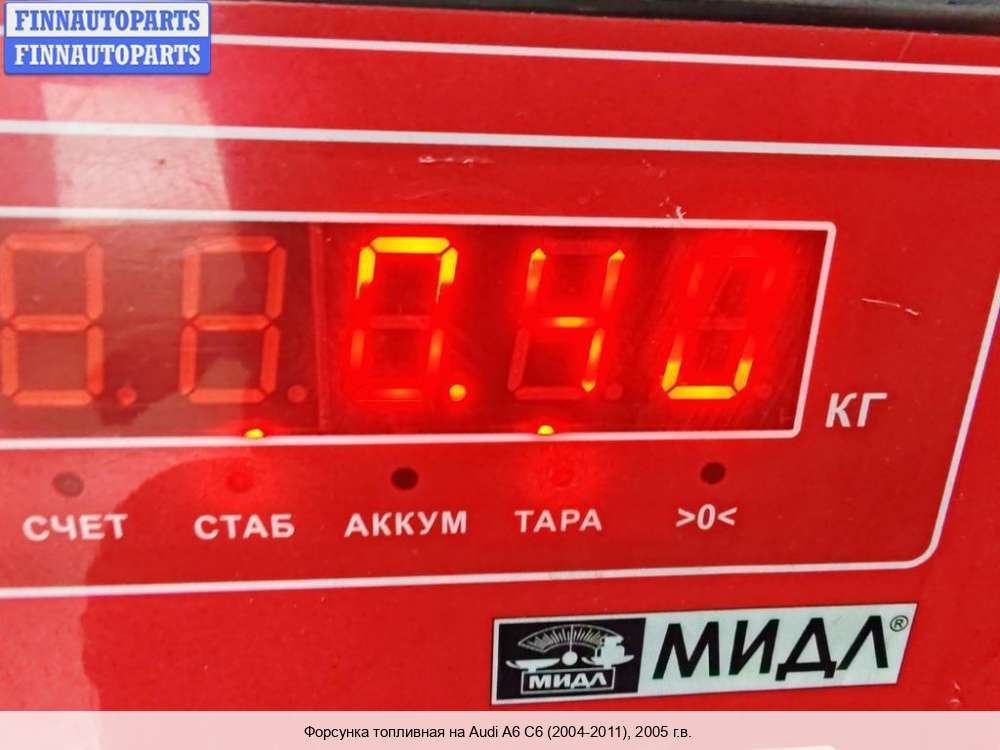 FINNAUTOPARTS
FINNAUTOPARTS
0.40
КГ
СЧЕТ СТАБ АККУМ ТАРА >0<
МИДЛ МИДЛ®
Форсунка топливная на Audi A6 C6 (2004-2011), 2005 г.в.